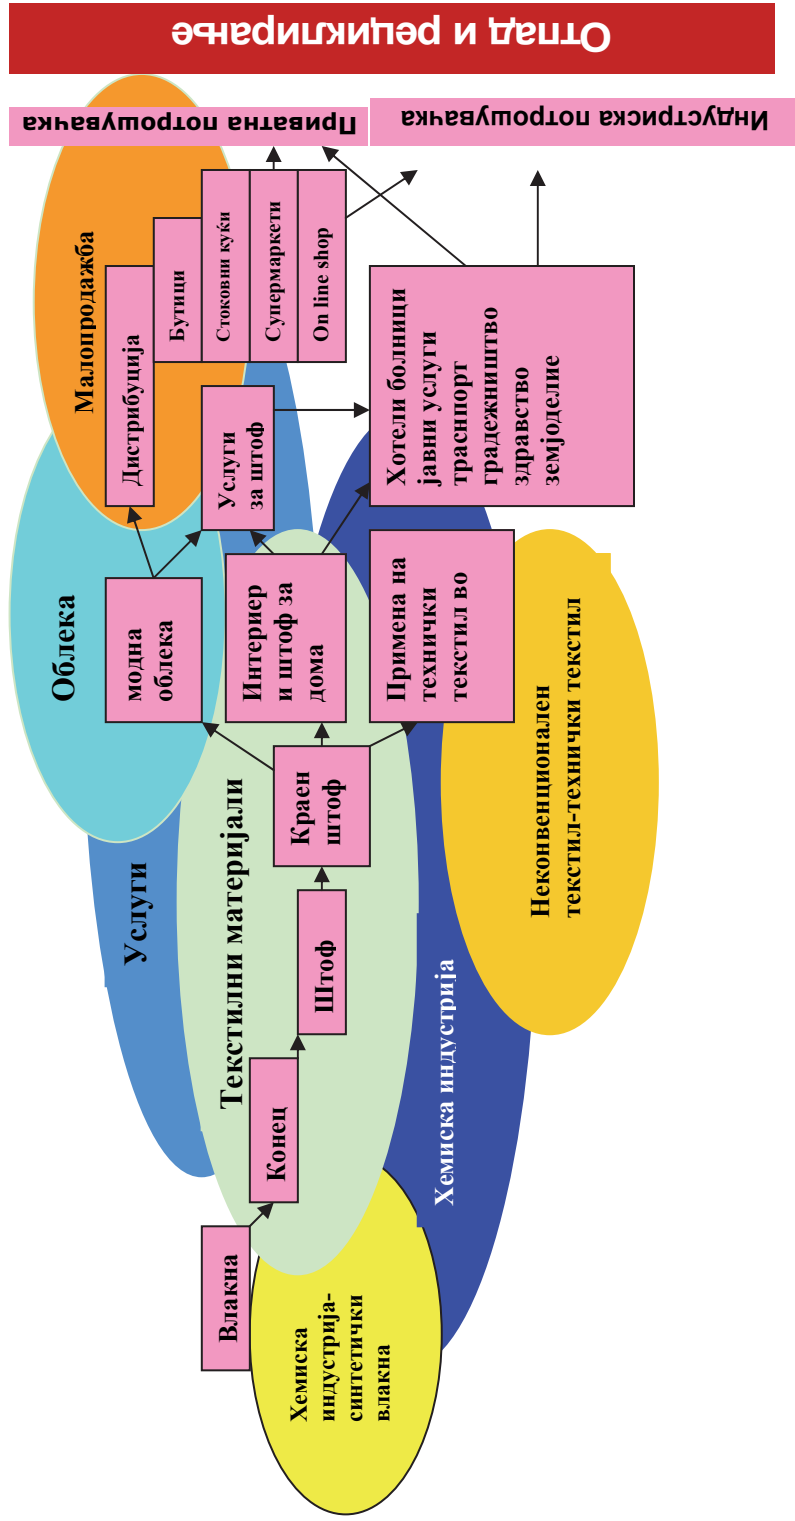 Отпад и рециклирање
Приватна потрошувачка
Индустриска потрошувачка
Малопродажба
Дистрибуција
Бутици
Стоковни куќи
Супермаркети
On line shop
Облека
модна
облека
Услуги
за штоф
Хотели болници
јавни услуги
траснпорт
градежништво
здравство
земјоделие
Интериер
и штоф за
дома
Примена на
технички
текстил во
Услуги
Текстилни материјали
Краен
штоф
Штоф
Конец
Влакна
Хемиска индустрија
Неконвенционален
текстил-технички текстил
Хемиска
индустрија-
синтетички
влакна